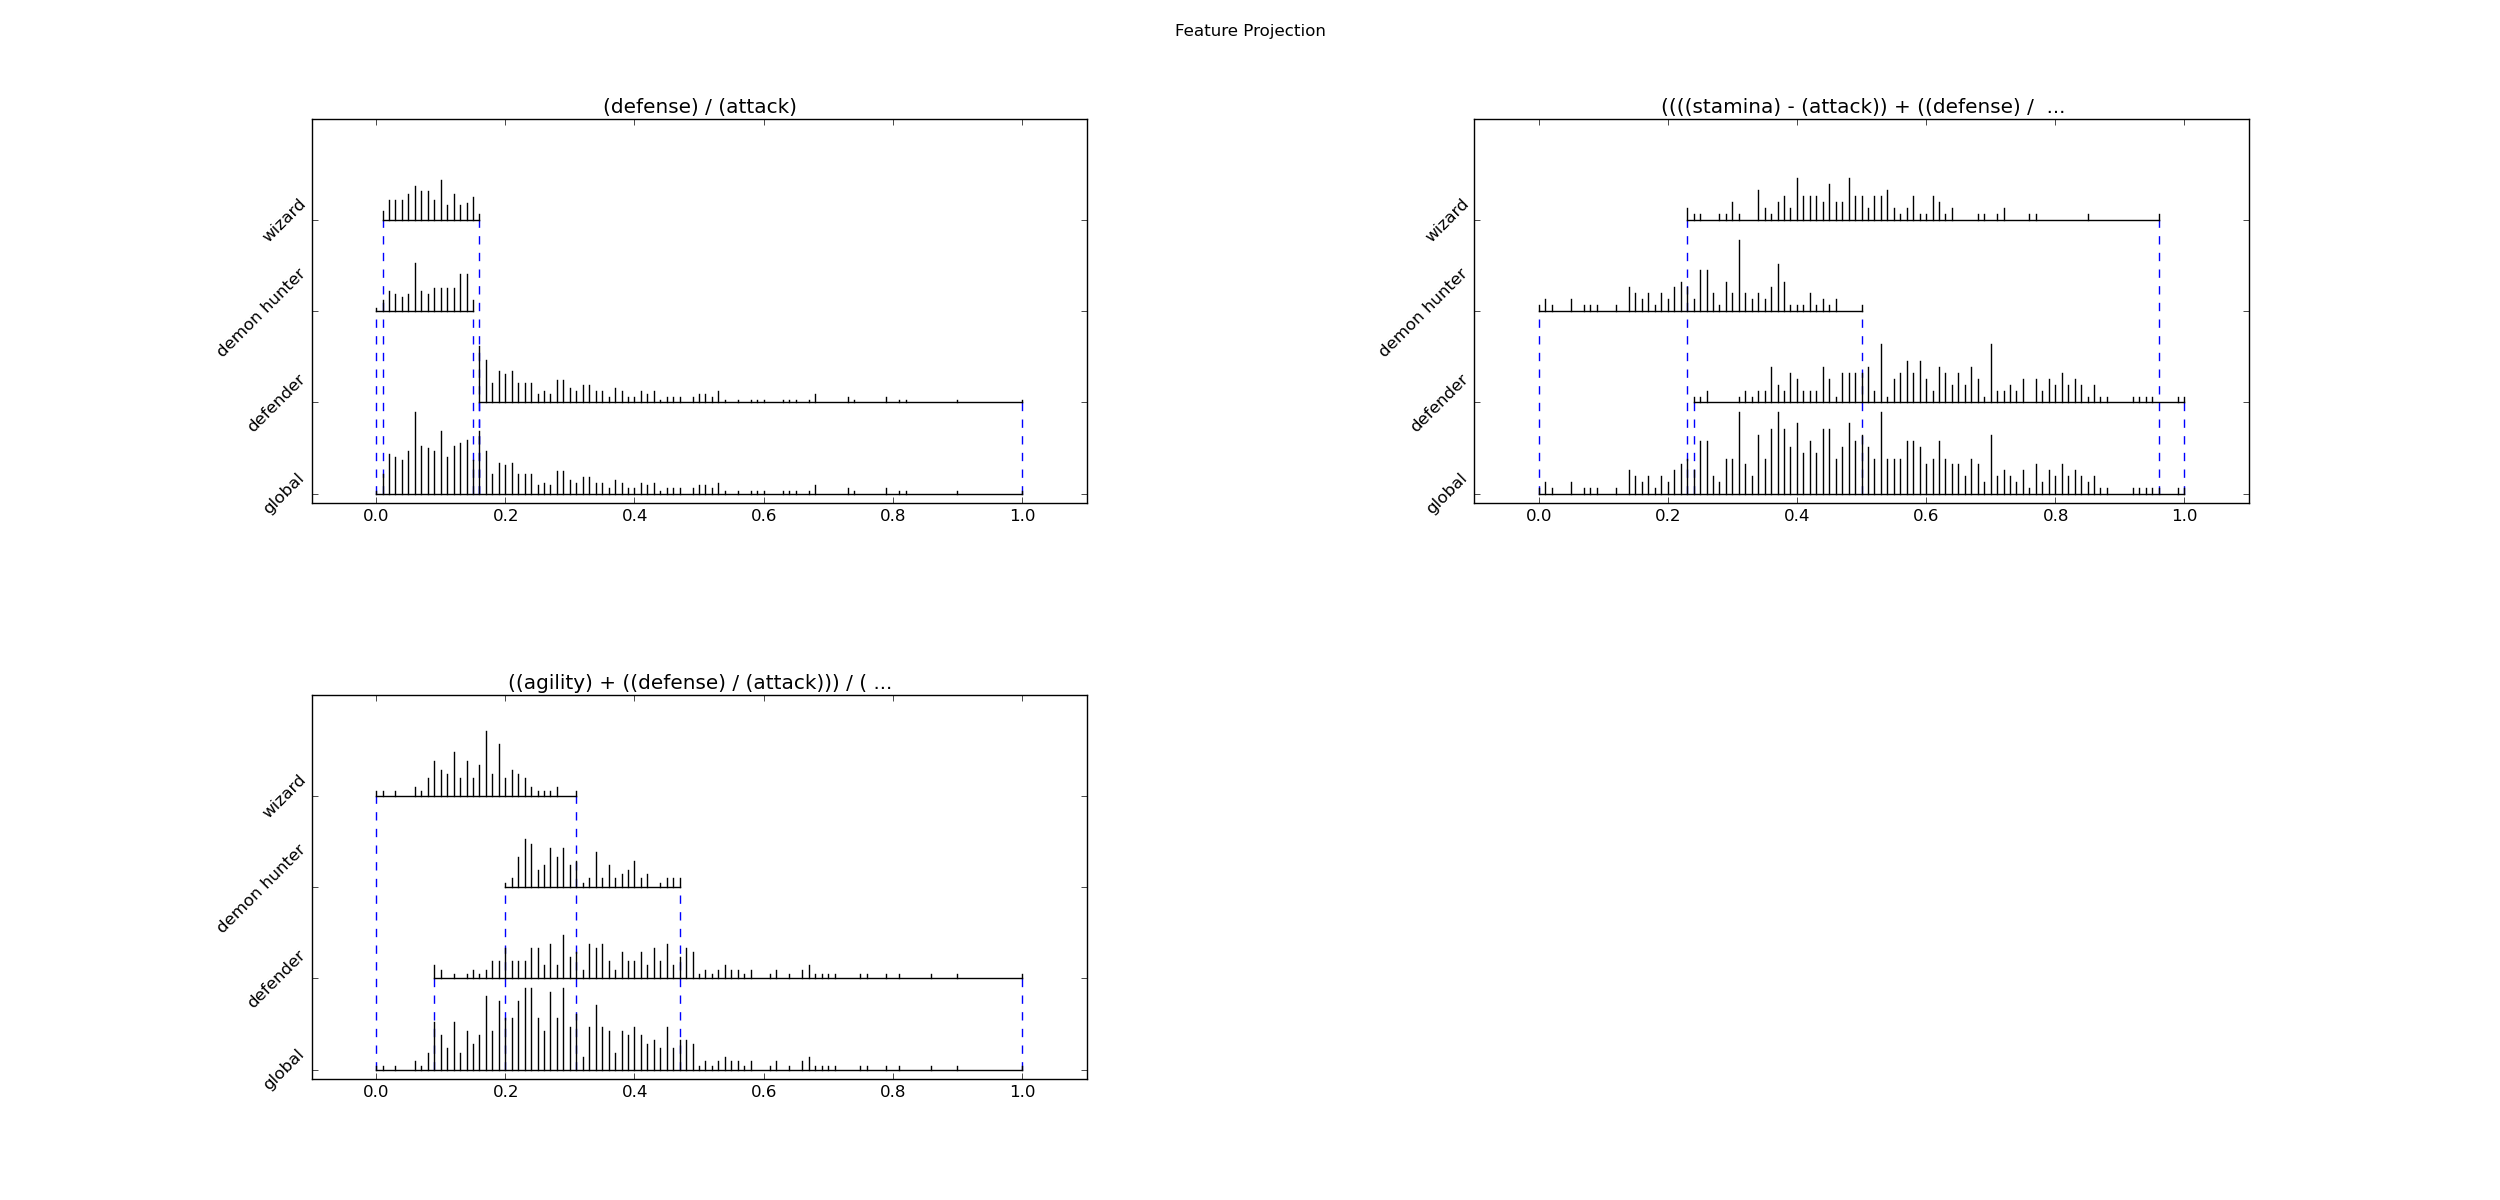 Feature Projection
(defense) / (attack)
wizard
demon hunter
defender
global
0.0 0.2 0.4 0.6 0.8 1.0
((((stamina) - (attack)) + ((defense) /  ...
wizard
demon hunter
defender
global
0.0 0.2 0.4 0.6 0.8 1.0
((agility) + ((defense) / (attack))) / ( ...
wizard
demon hunter
defender
global
0.0 0.2 0.4 0.6 0.8 1.0